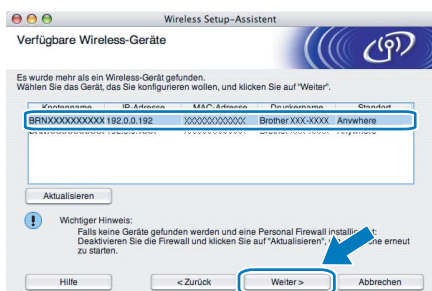 Wireless Setup-Assistent
Verfügbare Wireless-Geräte
Es wurde mehr als ein Wireless-Gerät gefunden.
Wählen Sie das Gerät, das Sie konfigurieren wollen, und klicken Sie auf "Weiter".
Knotenname IP-Adresse MAC-Adresse Druckername Standort
BRNXXXXXXXXXX 192.0.0.192 XXXXXXXXXXXX Brother XXX-XXXX Anywhere
Aktualisieren
Wichtiger Hinweis:
Falls keine Geräte gefunden werden und eine Personal Firewall
Deaktivieren Sie die Firewall und klicken Sie auf "Aktualisieren", erneut
zu starten.
Hilfe < Zurück Weiter > Abbrechen